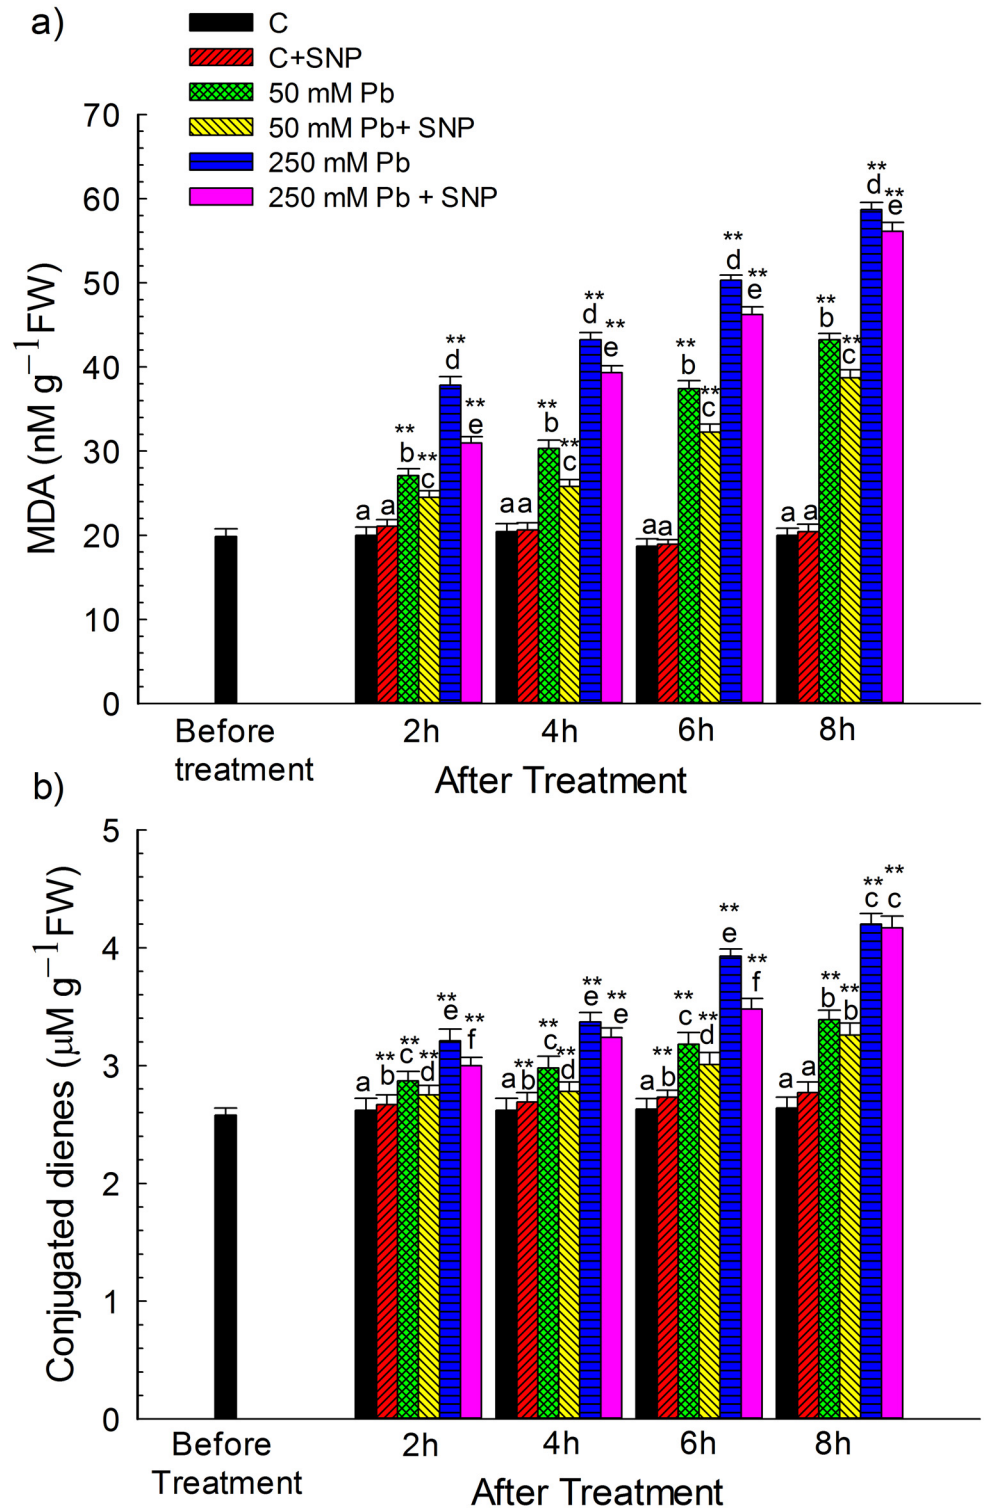 a)
C
C+SNP
50 mM Pb
50 mM Pb+ SNP
250 mM Pb
250 mM Pb + SNP
MDA (nM g−1FW)
70
60
50
40
30
20
10
0
a
a
**
b
**
c
**
d
**
e
a
a
**
b
**
c
**
d
**
e
a
a
**
b
**
c
**
d
**
e
a
a
**
b
**
c
**
d
**
e
Before
treatment
2h
4h
6h
8h
After Treatment
b)
Conjugated dienes (μM g−1FW)
5
4
3
2
1
0
a
**
b
**
c
**
d
**
e
**
f
a
**
b
**
c
**
d
**
e
**
e
a
**
b
**
c
**
d
**
e
**
f
a
a
**
b
**
b
**
c
**
c
Before
Treatment
2h
4h
6h
8h
After Treatment